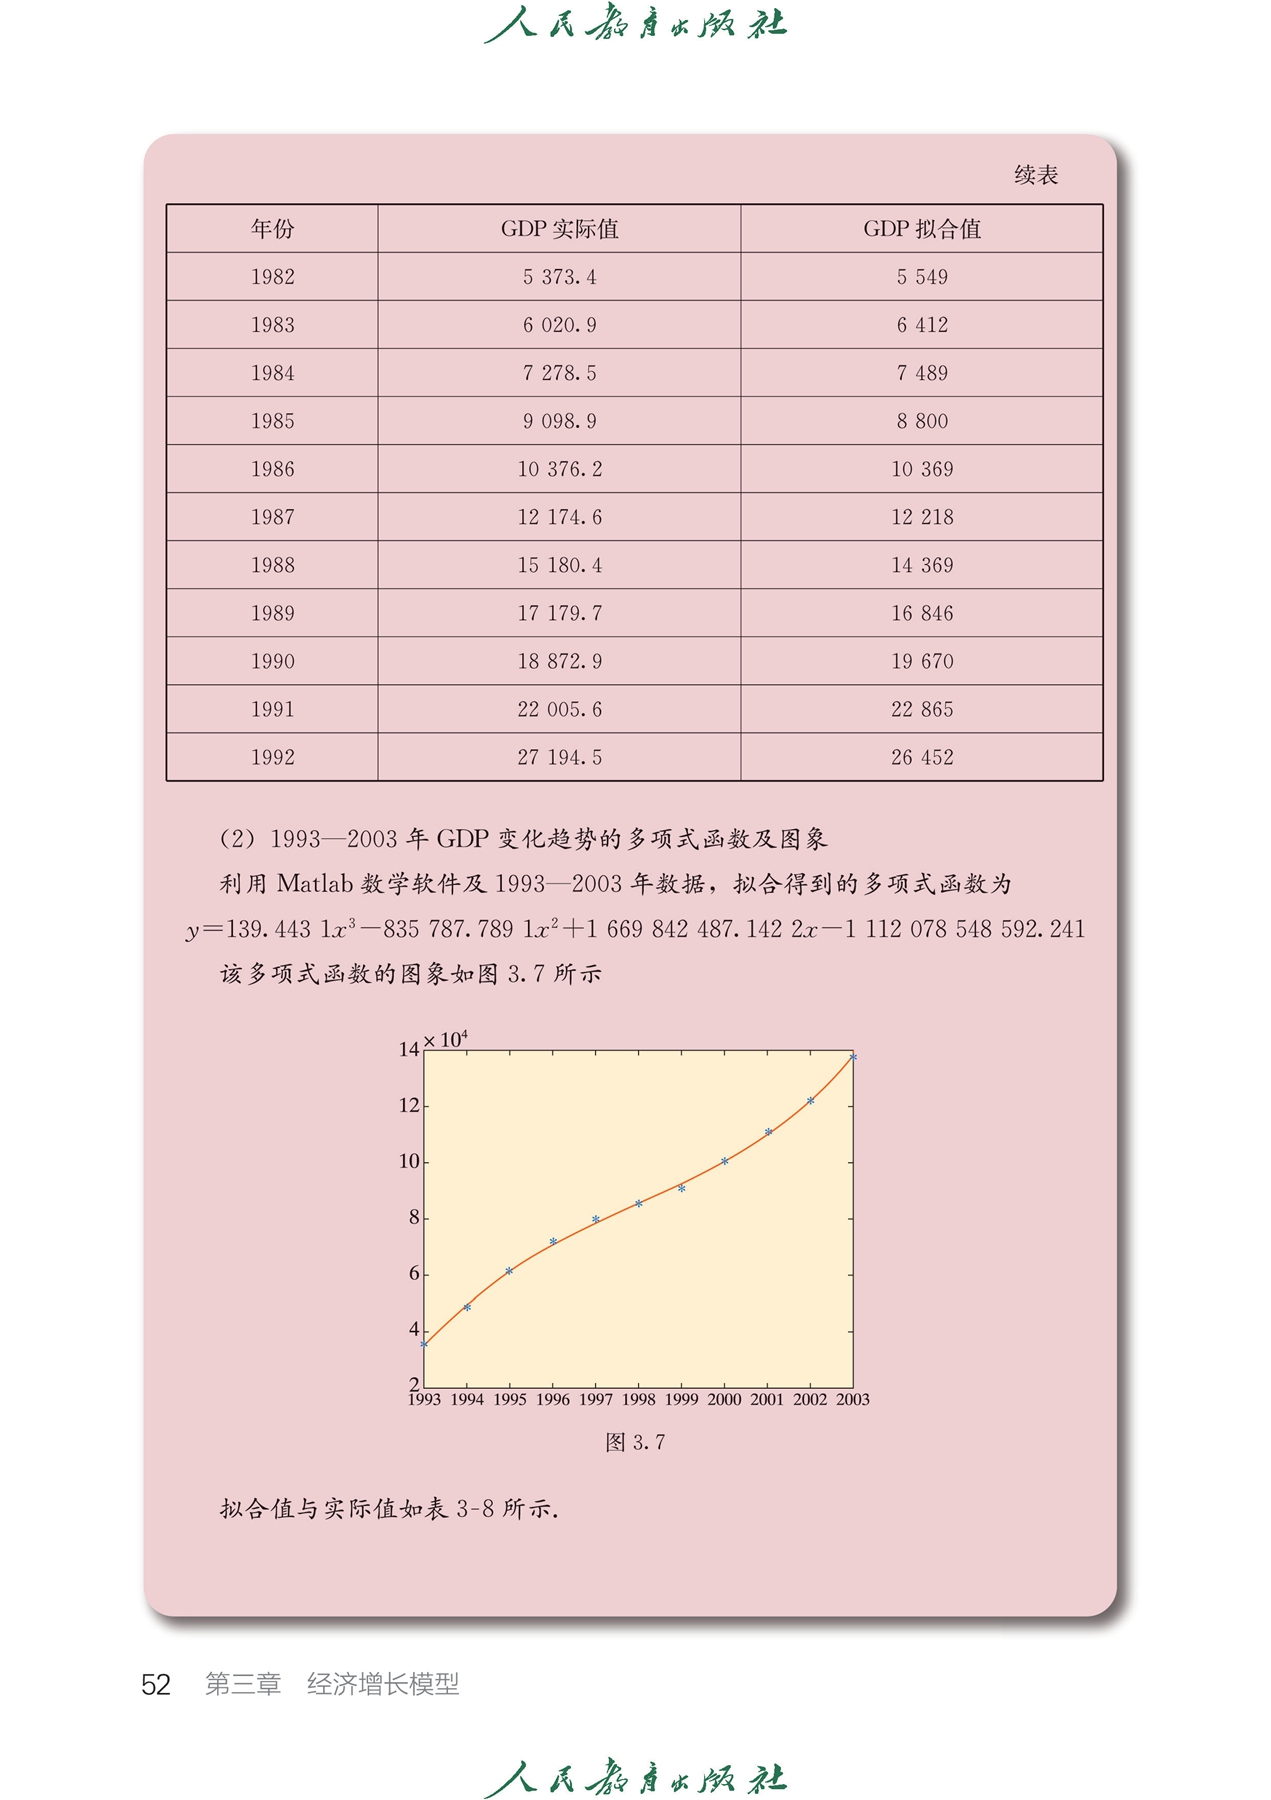 人民教育出版社
续表
年份 GDP 实际值 GDP 拟合值
1982 5 373.4 5 549
1983 6 020.9 6 412
1984 7 278.5 7 489
1985 9 098.9 8 800
1986 10 376.2 10 369
1987 12 174.6 12 218
1988 15 180.4 14 369
1989 17 179.7 16 846
1990 18 872.9 19 670
1991 22 005.6 22 865
1992 27 194.5 26 452
（2）1993—2003 年 GDP 变化趋势的多项式函数及图象
利用 Matlab 数学软件及 1993—2003 年数据，拟合得到的多项式函数为
y=139.443 1x³−835 787.789 1x²+1 669 842 487.142 2x−1 112 078 548 592.241
该多项式函数的图象如图 3.7 所示
×10⁴
14
12
10
8
6
4
2
1993 1994 1995 1996 1997 1998 1999 2000 2001 2002 2003
图 3.7
拟合值与实际值如表 3-8 所示.
52 第三章 经济增长模型
人民教育出版社